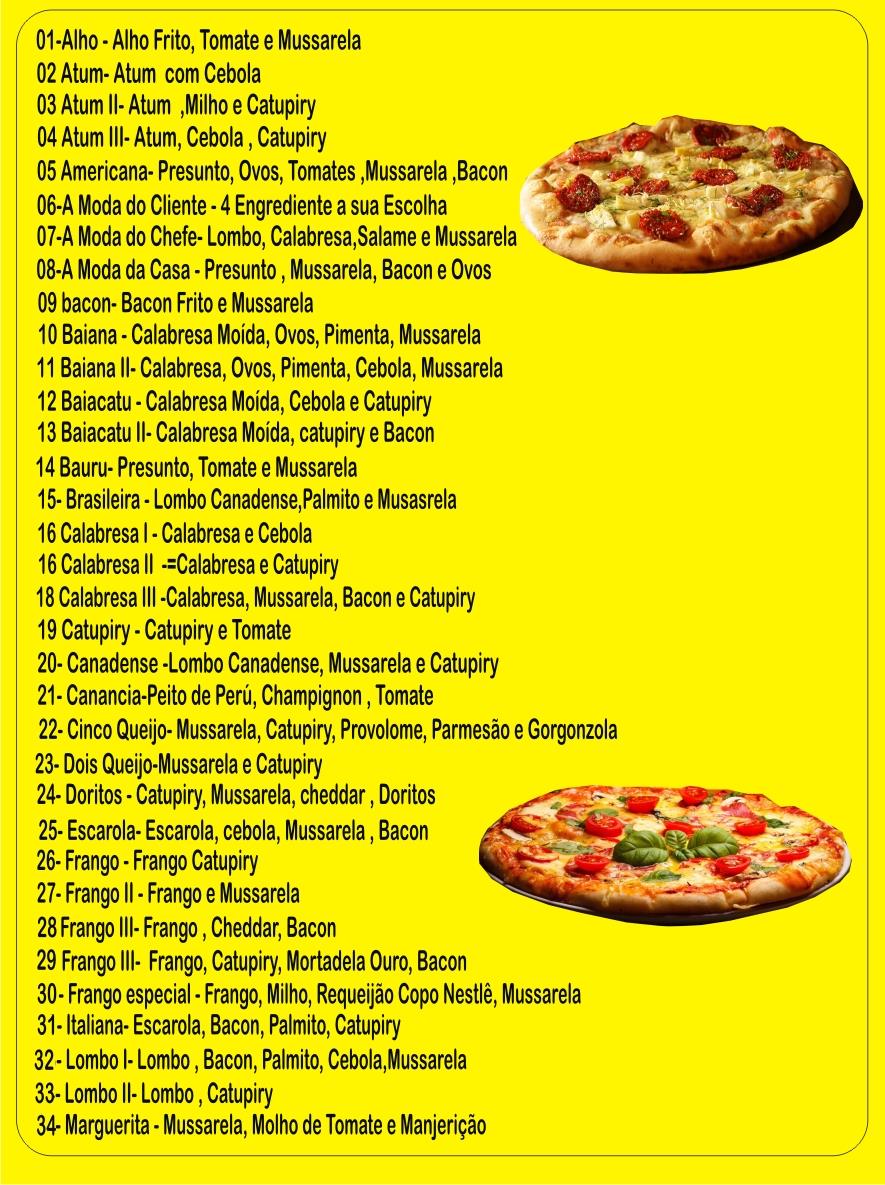 01-Alho - Alho Frito, Tomate e Mussarela
02 Atum- Atum com Cebola
03 Atum II- Atum ,Milho e Catupiry
04 Atum III- Atum, Cebola , Catupiry
05 Americana- Presunto, Ovos, Tomates ,Mussarela ,Bacon
06-A Moda do Cliente - 4 Engrediente a sua Escolha
07-A Moda do Chefe- Lombo, Calabresa,Salame e Mussarela
08-A Moda da Casa - Presunto , Mussarela, Bacon e Ovos
09 bacon- Bacon Frito e Mussarela
10 Baiana - Calabresa Moída, Ovos, Pimenta, Mussarela
11 Baiana II- Calabresa, Ovos, Pimenta, Cebola, Mussarela
12 Baiacatu - Calabresa Moída, Cebola e Catupiry
13 Baiacatu II- Calabresa Moída, catupiry e Bacon
14 Bauru- Presunto, Tomate e Mussarela
15- Brasileira - Lombo Canadense,Palmito e Musasrela
16 Calabresa I - Calabresa e Cebola
16 Calabresa II -=Calabresa e Catupiry
18 Calabresa III -Calabresa, Mussarela, Bacon e Catupiry
19 Catupiry - Catupiry e Tomate
20- Canadense -Lombo Canadense, Mussarela e Catupiry
21- Canancia-Peito de Perú, Champignon , Tomate
22- Cinco Queijo- Mussarela, Catupiry, Provolome, Parmesão e Gorgonzola
23- Dois Queijo-Mussarela e Catupiry
24- Doritos - Catupiry, Mussarela, cheddar , Doritos
25- Escarola- Escarola, cebola, Mussarela , Bacon
26- Frango - Frango Catupiry
27- Frango II - Frango e Mussarela
28 Frango III- Frango , Cheddar, Bacon
29 Frango III- Frango, Catupiry, Mortadela Ouro, Bacon
30- Frango especial - Frango, Milho, Requeijão Copo Nestlê, Mussarela
31- Italiana- Escarola, Bacon, Palmito, Catupiry
32- Lombo I- Lombo , Bacon, Palmito, Cebola,Mussarela
33- Lombo II- Lombo , Catupiry
34- Marguerita - Mussarela, Molho de Tomate e Manjerição